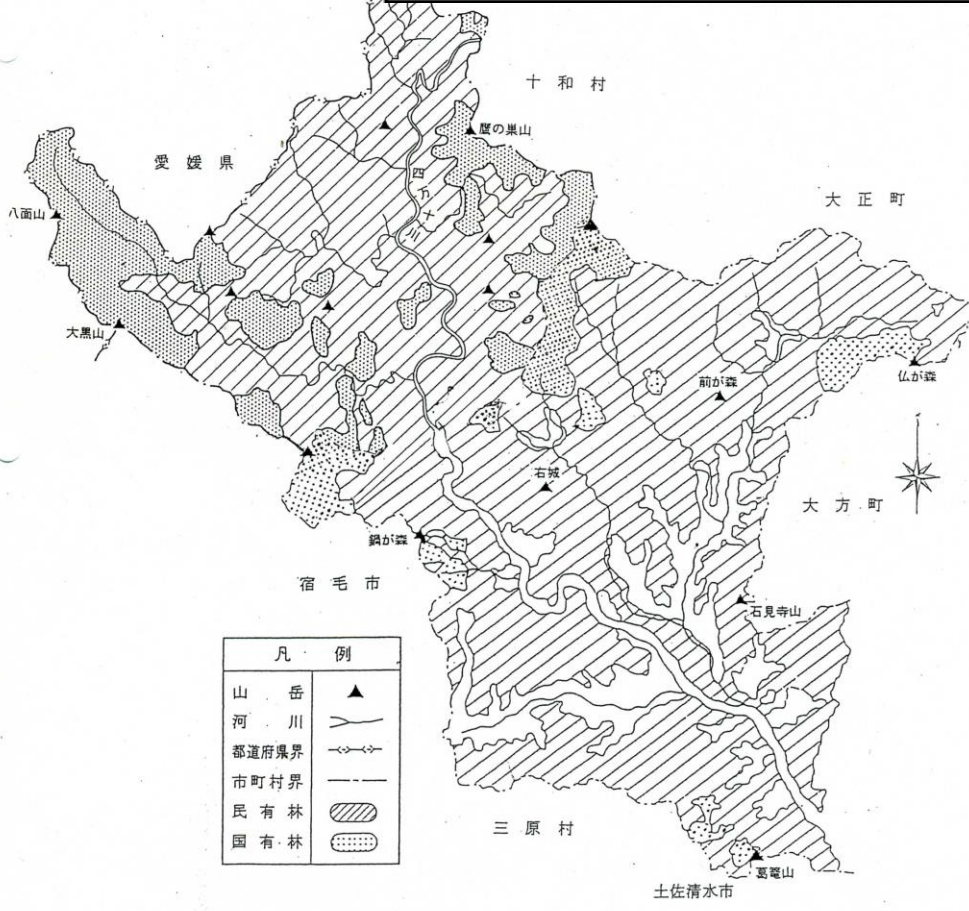 十和村
鷹の巣山
愛媛県
四万十川
大正町
八面山
大黒山
仏が森
前が森
右城
大方町
鍋が森
宿毛市
石見寺山
凡例
山岳
河川
都道府県界
市町村界
民有林
国有林
三原村
葛篭山
土佐清水市